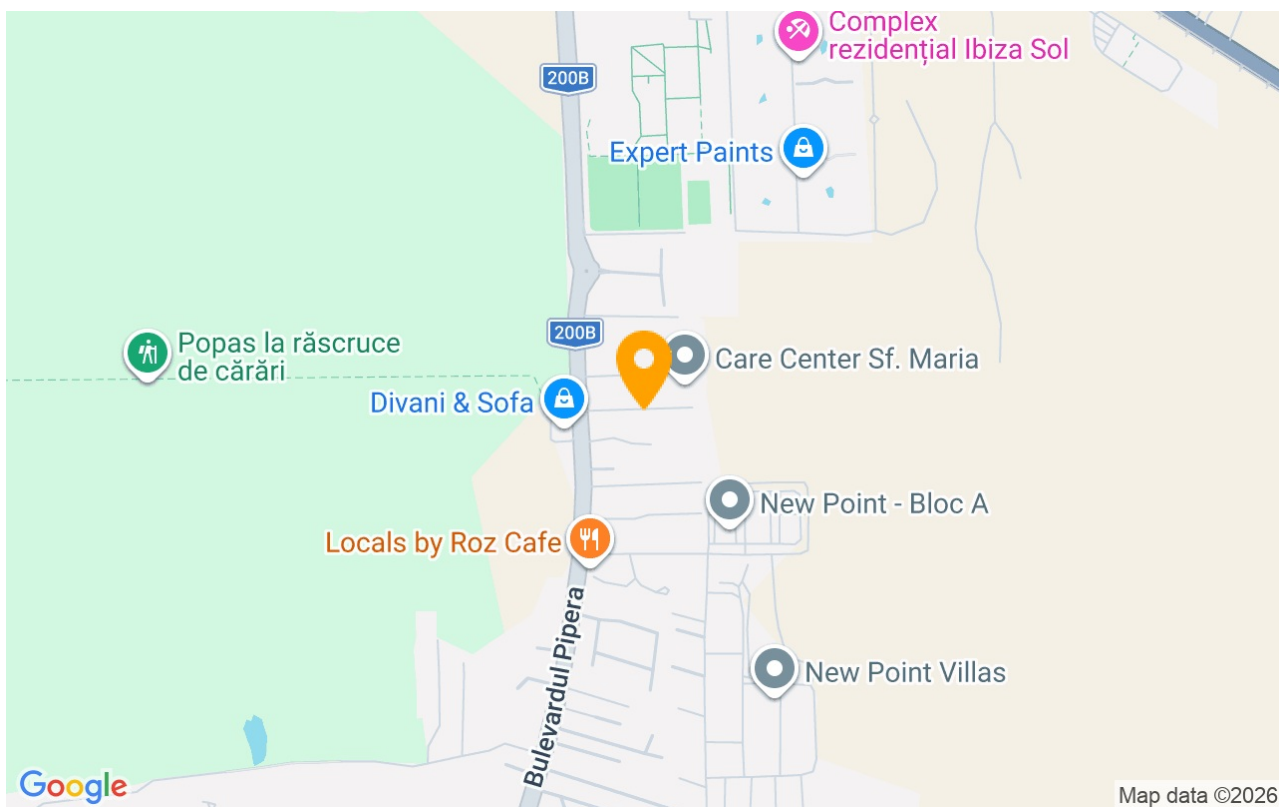 Complex
rezidențial Ibiza Sol
200B
Expert Paints
200B
Popas la răscruce
de cărări
Care Center Sf. Maria
Divani & Sofa
New Point - Bloc A
Locals by Roz Cafe
Bulevardul Pipera
New Point Villas
Google
Map data ©2026